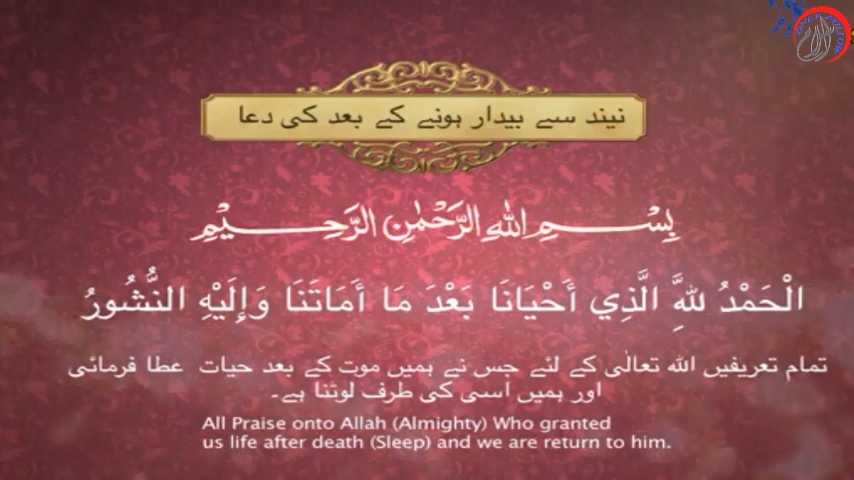 نیند سے بیدار ہونے کے بعد کی دعا
بِسْمِ اللهِ الرَّحْمٰنِ الرَّحِيْمِ
الْحَمْدُ لِلَّهِ الَّذِي أَحْيَانَا بَعْدَ مَا أَمَاتَنَا وَإِلَيْهِ النُّشُورُ
تمام تعریفیں اللہ تعالٰی کے لئے جس نے ہمیں موت کے بعد حیات عطا فرمائی
اور ہمیں اسی کی طرف لوٹنا ہے۔
All Praise onto Allah (Almighty) Who granted
us life after death (Sleep) and we are return to him.